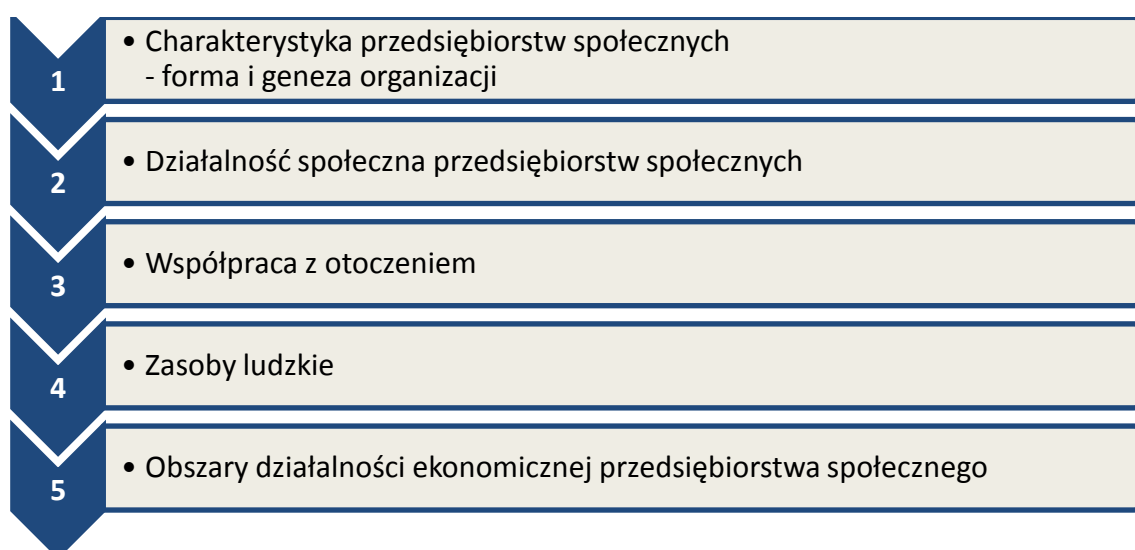 1
• Charakterystyka przedsiębiorstw społecznych
- forma i geneza organizacji
2
• Działalność społeczna przedsiębiorstw społecznych
3
• Współpraca z otoczeniem
4
• Zasoby ludzkie
5
• Obszary działalności ekonomicznej przedsiębiorstwa społecznego